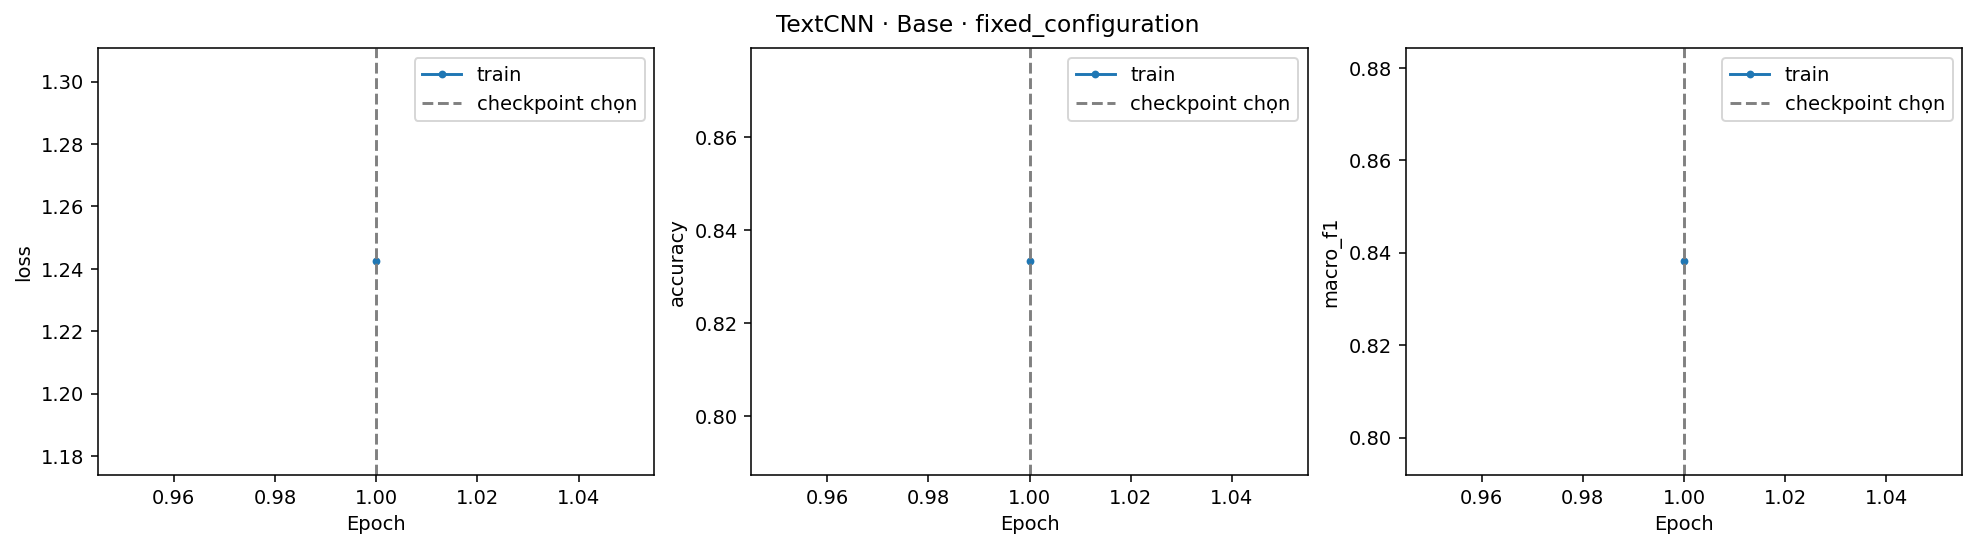 TextCNN · Base · fixed_configuration
loss
1.30
1.28
1.26
1.24
1.22
1.20
1.18
train
checkpoint chọn
0.96 0.98 1.00 1.02 1.04
Epoch
accuracy
0.86
0.84
0.82
0.80
train
checkpoint chọn
0.96 0.98 1.00 1.02 1.04
Epoch
macro_f1
0.88
0.86
0.84
0.82
0.80
train
checkpoint chọn
0.96 0.98 1.00 1.02 1.04
Epoch